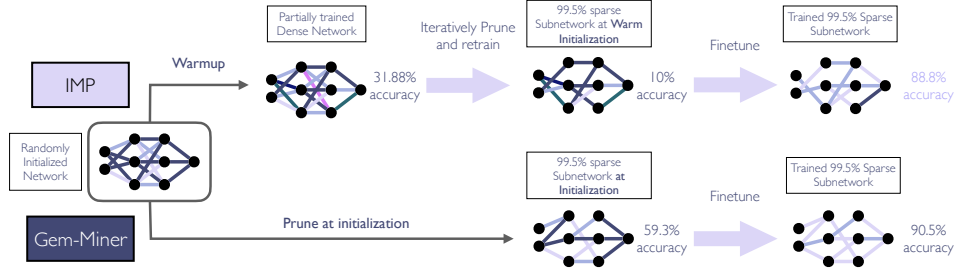 Partially trained
Dense Network
Iteratively Prune
and retrain
99.5% sparse
Subnetwork at Warm
Initialization
Finetune
Trained 99.5% Sparse
Subnetwork
Warmup
IMP
31.88%
accuracy
10%
accuracy
88.8%
accuracy
Randomly
Initialized
Network
99.5% sparse
Subnetwork at
Initialization
Finetune
Trained 99.5% Sparse
Subnetwork
Gem-Miner
Prune at initialization
59.3%
accuracy
90.5%
accuracy